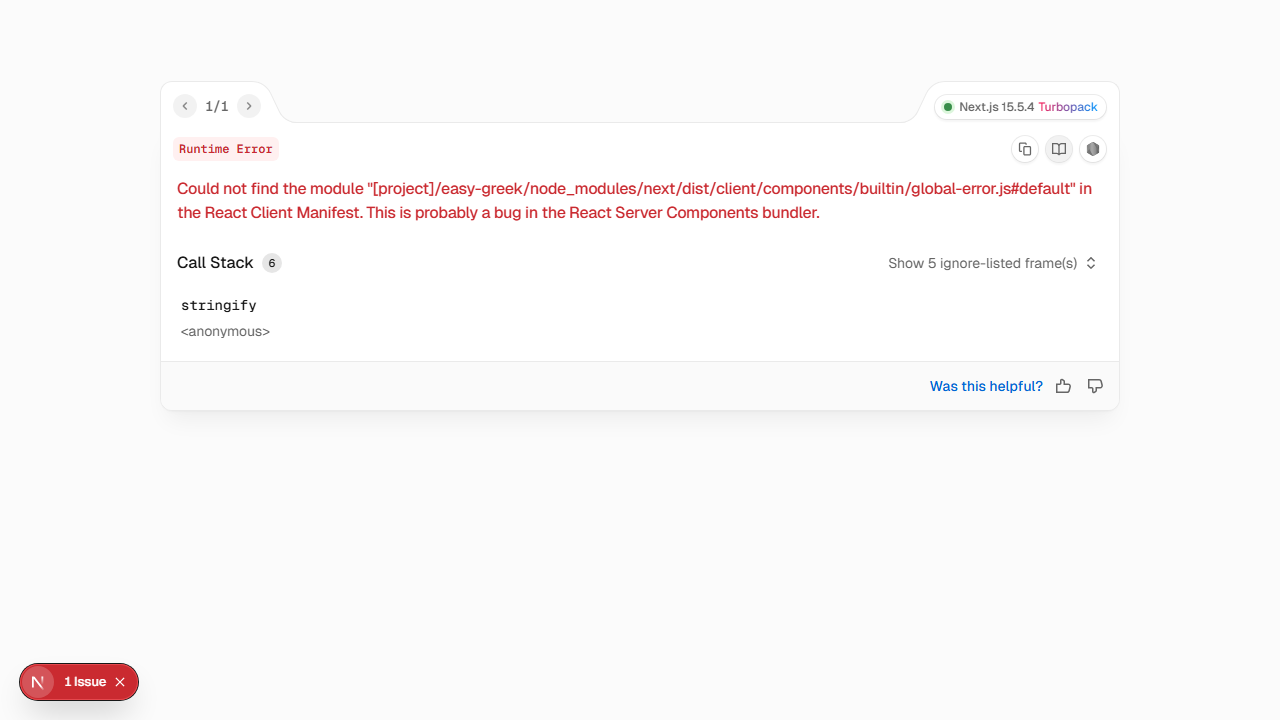 1/1
Next.js 15.5.4 Turbopack
Runtime Error
Could not find the module "[project]/easy-greek/node_modules/next/dist/client/components/builtin/global-error.js#default" in
the React Client Manifest. This is probably a bug in the React Server Components bundler.
Call Stack 6
Show 5 ignore-listed frame(s)
stringify
<anonymous>
Was this helpful?
N 1 Issue